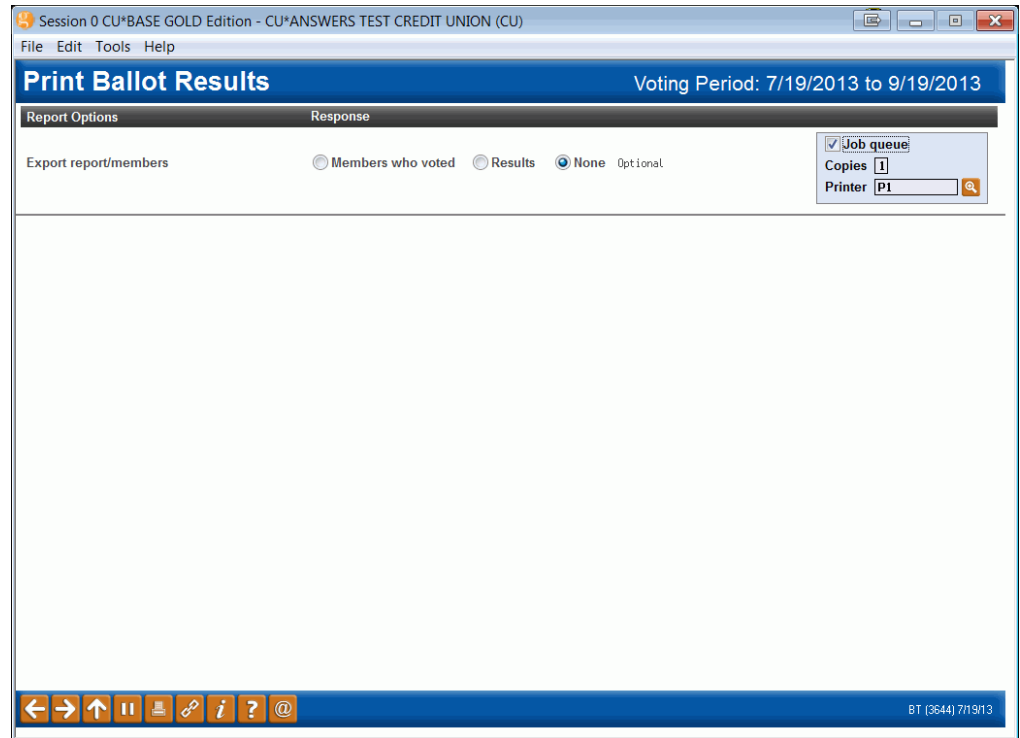 Session 0 CU*BASE GOLD Edition - CU*ANSWERS TEST CREDIT UNION (CU)
File Edit Tools Help
Print Ballot Results Voting Period: 7/19/2013 to 9/19/2013
Report Options Response
Job queue
Export report/members Members who voted Results None Optional Copies 1
Printer P1
BT (3644) 7/19/13